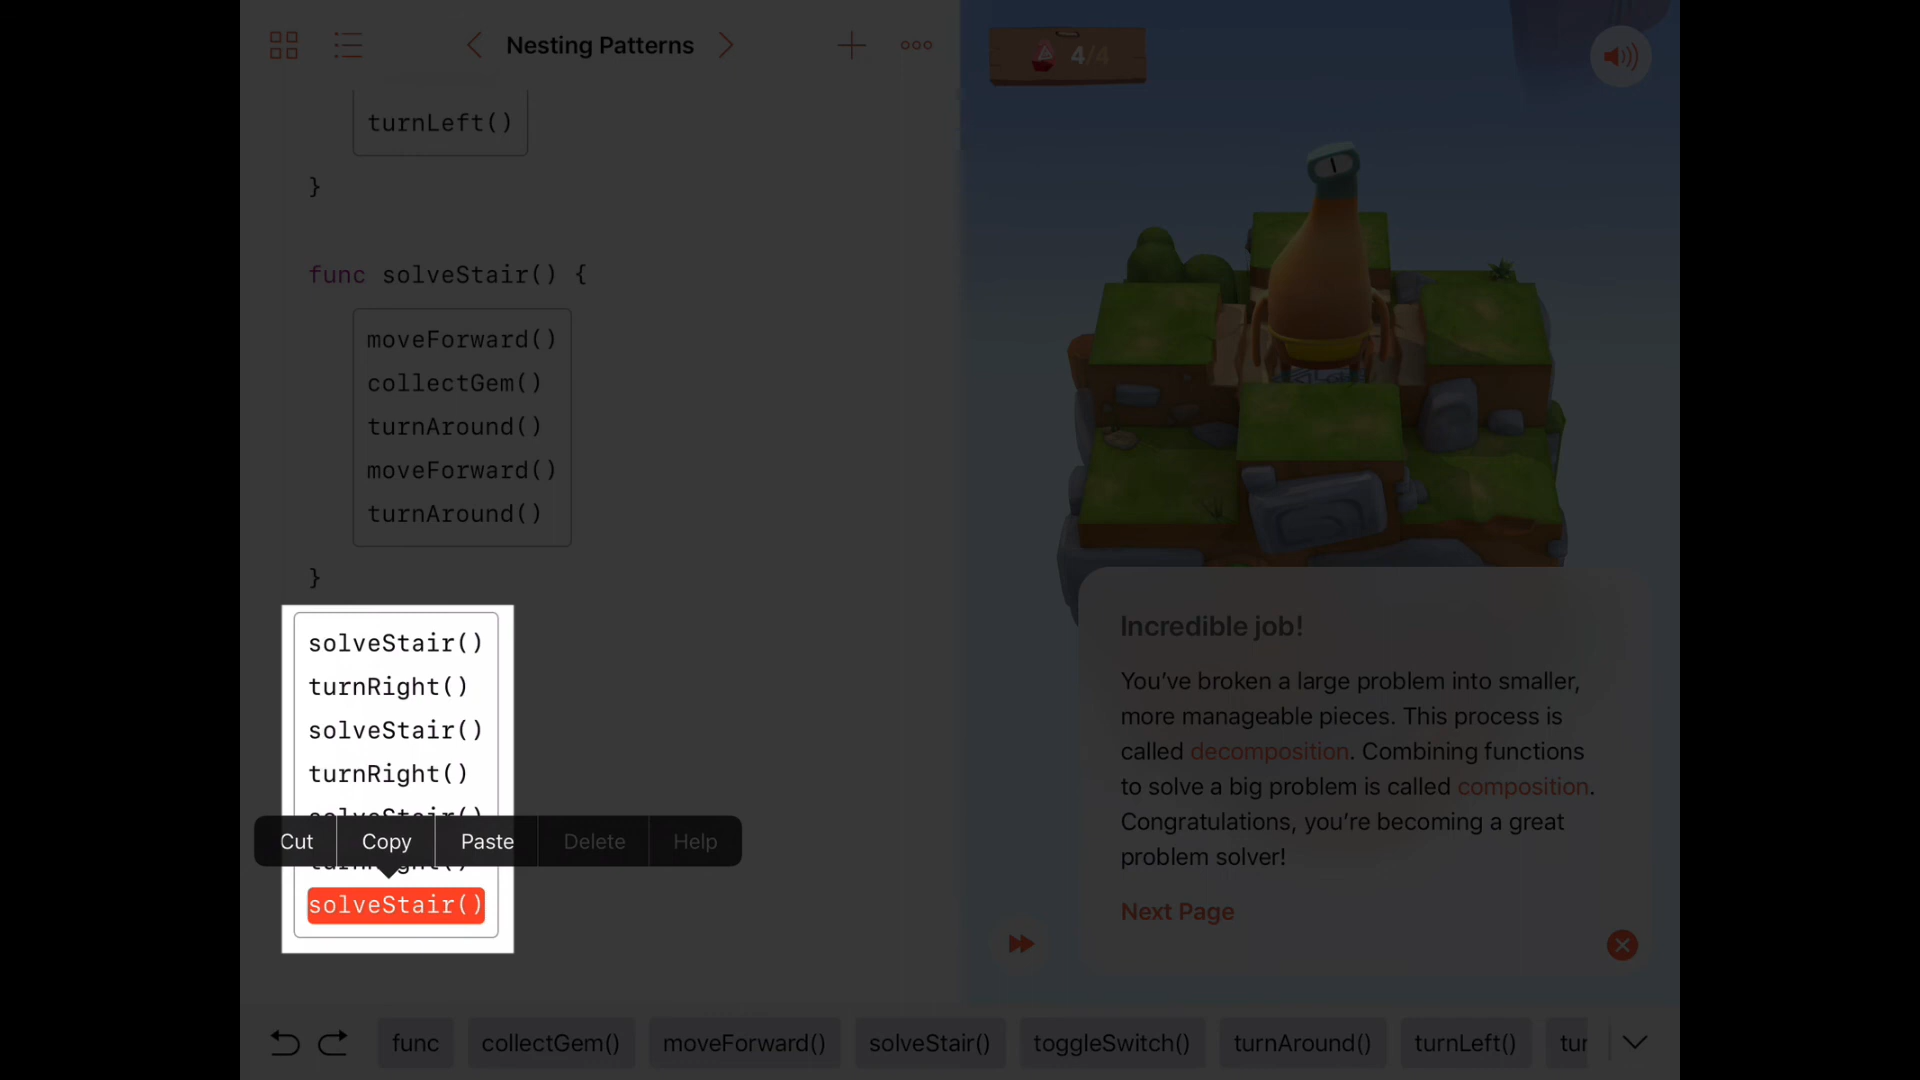 Nesting Patterns
turnLeft()
}
func solveStair() {
moveForward()
collectGem()
turnAround()
moveForward()
turnAround()
}
solveStair()
turnRight()
solveStair()
turnRight()
solveStair()
turnRight()
solveStair()
Cut
Copy
Paste
Delete
Help
func
collectGem()
moveForward()
solveStair()
toggleSwitch()
turnAround()
turnLeft()
4/4
Incredible job!
You’ve broken a large problem into smaller,
more manageable pieces. This process is
called decomposition. Combining functions
to solve a big problem is called composition.
Congratulations, you’re becoming a great
problem solver!
Next Page